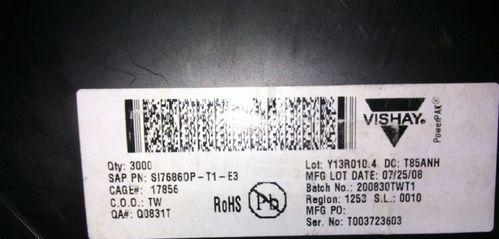 VISHAY
PowerPAK®
Qty: 3000
SAP PN: SI7686DP-T1-E3
CAGE#: 17856
C.O.O: TW
QA#: Q0831T
RoHS
Pb
Lot: Y13R010.4 DC: T85ANH
MFG LOT DATE: 07/25/08
Batch No.: 200830TWT1
Region: 1253 S.L.: 0010
MFG PO:
Ser. No: T003723603